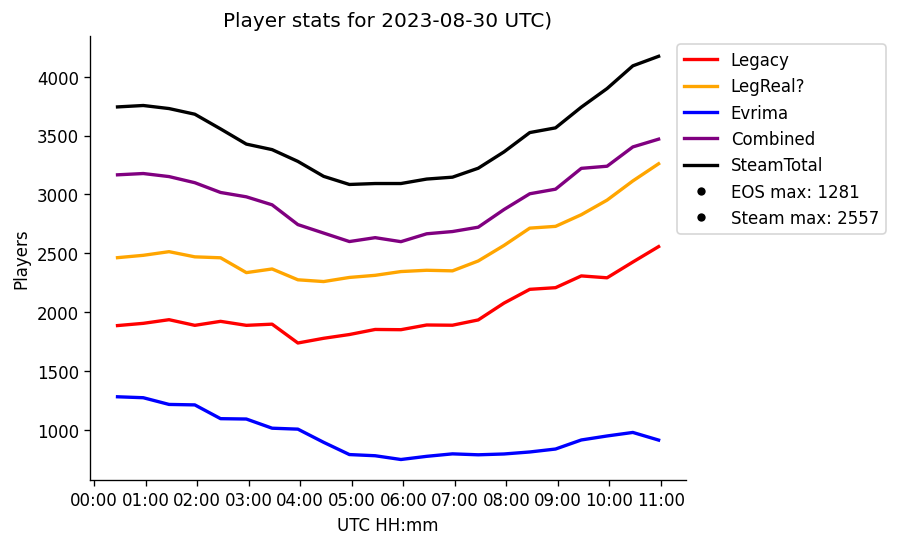 Player stats for 2023-08-30 UTC)
Legacy
LegReal?
Evrima
Combined
SteamTotal
EOS max: 1281
Steam max: 2557
Players
4000
3500
3000
2500
2000
1500
1000
00:00 01:00 02:00 03:00 04:00 05:00 06:00 07:00 08:00 09:00 10:00 11:00
UTC HH:mm